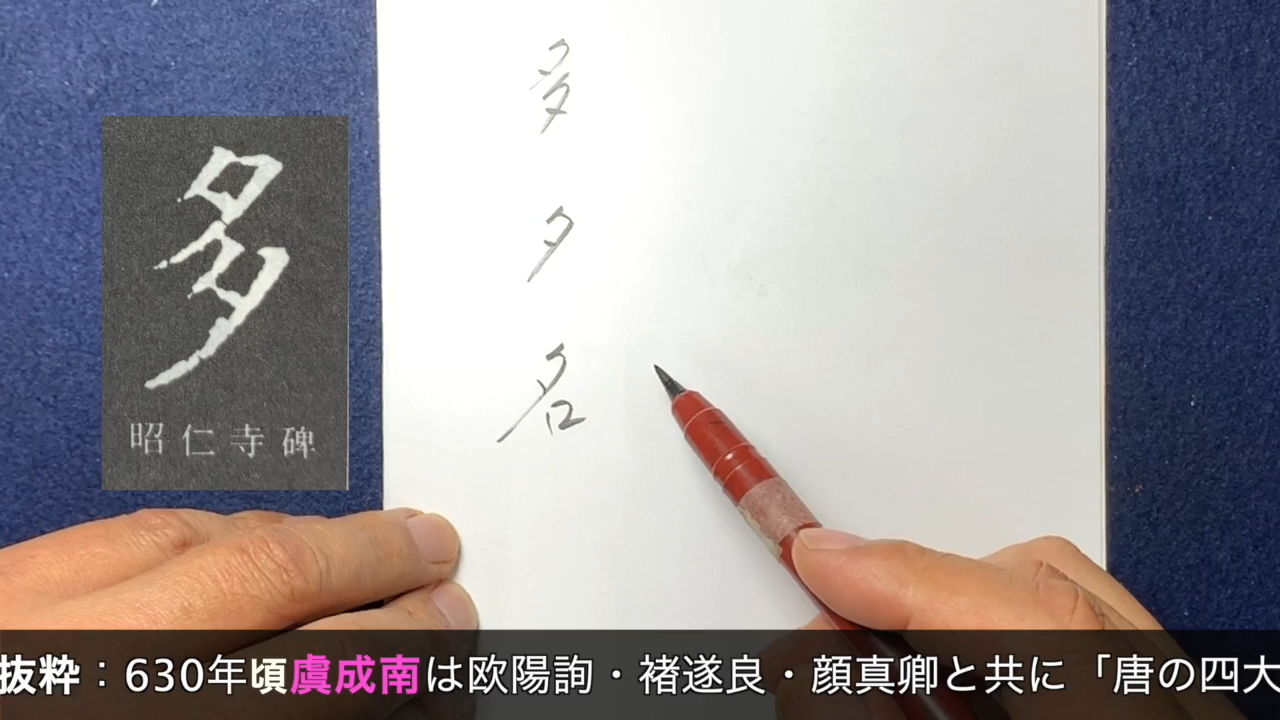 多
昭仁寺碑
多
夕
名
抜粋：630年頃虞成南は欧陽詢・褚遂良・顔真卿と共に「唐の四大